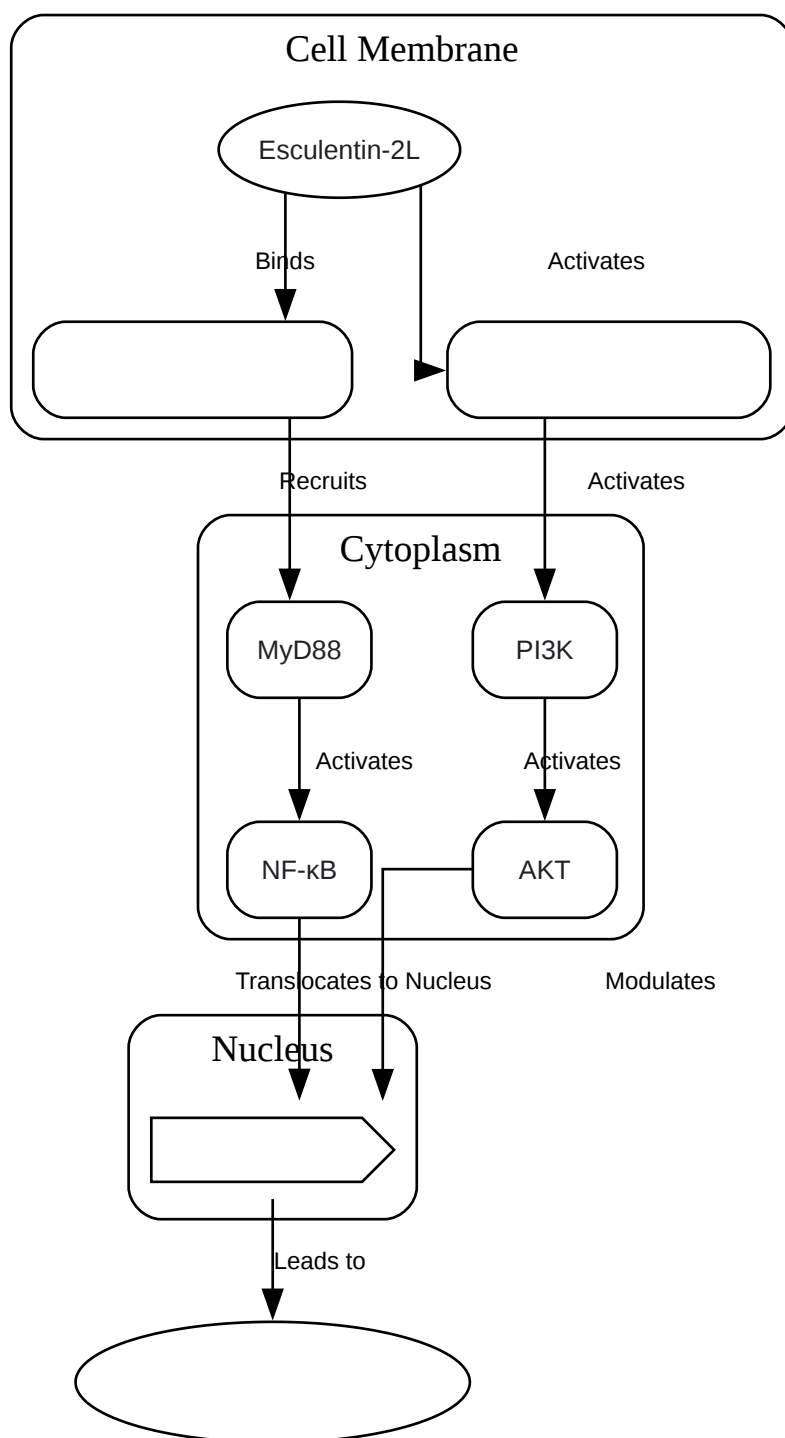 Cell Membrane
Esculentin-2L
Binds
Activates
Recruits
Activates
Cytoplasm
MyD88
PI3K
Activates
Activates
NF-κB
AKT
Translocates to Nucleus
Modulates
Nucleus
Leads to